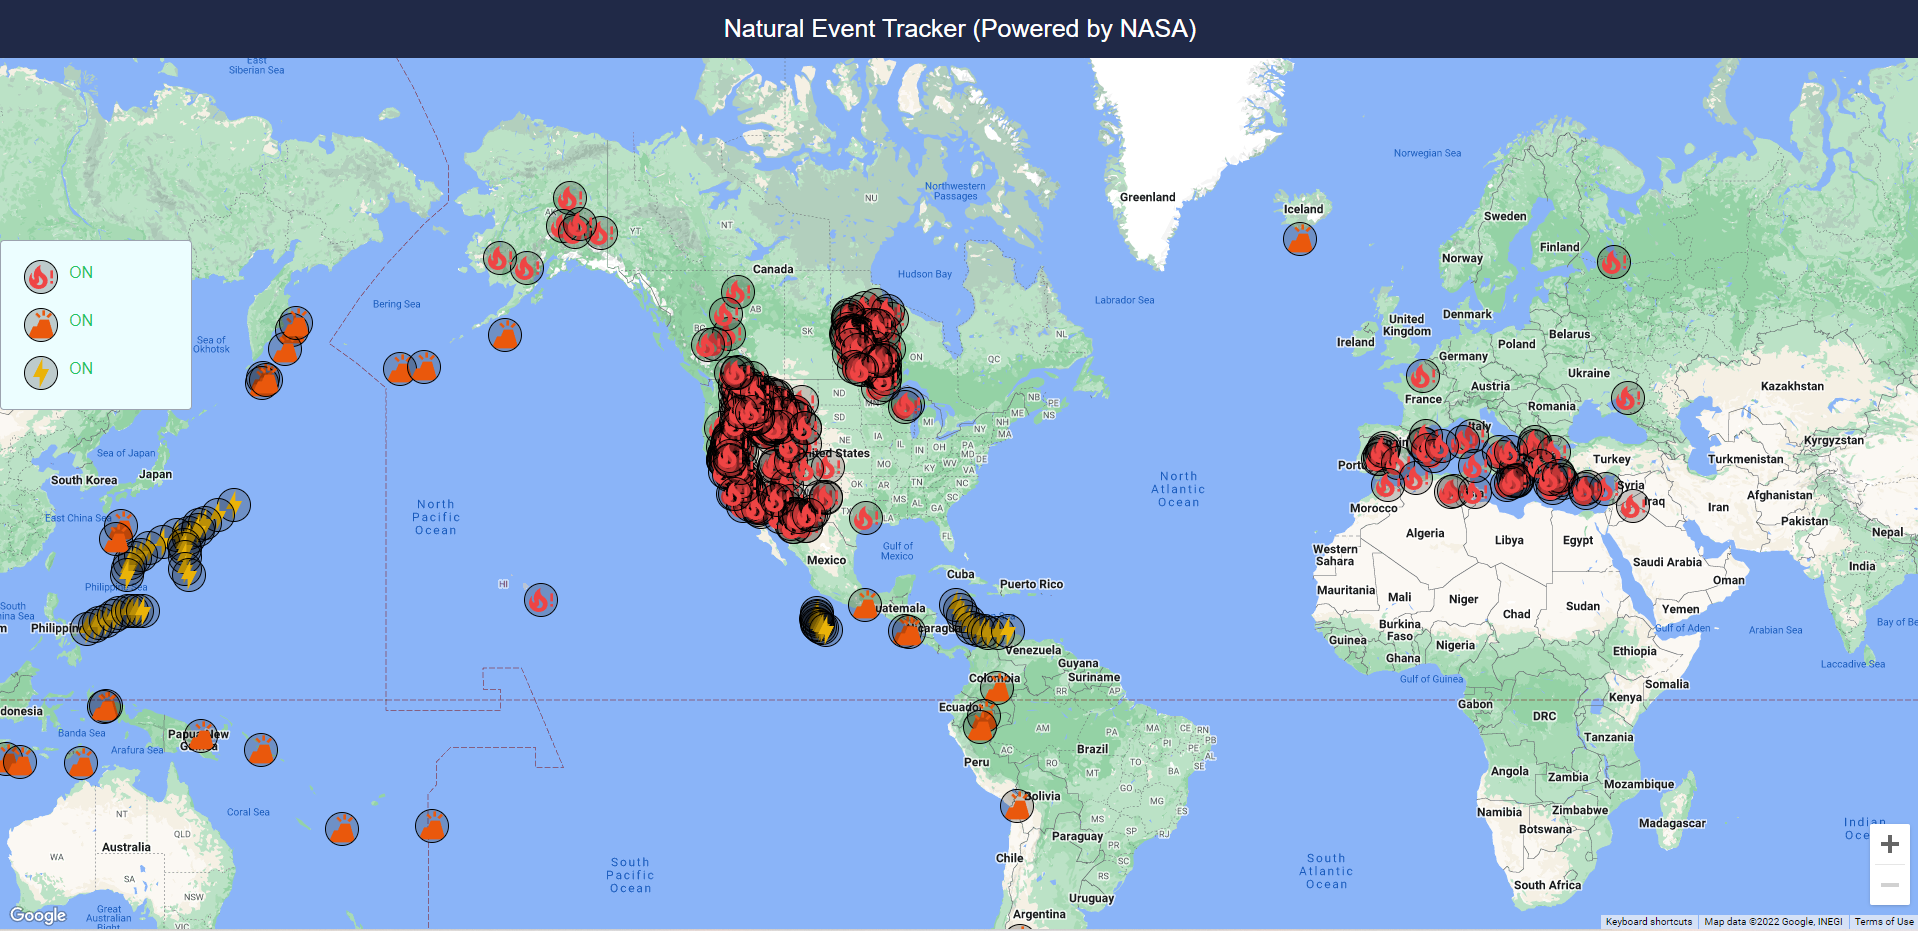 Natural Event Tracker (Powered by NASA)
East
Siberian Sea
NU
Northwestern
Passages
Greenland
Norwegian Sea
Iceland
Sweden
Finland
Norway
AK
YT
NT
Canada
Hudson Bay
Labrador Sea
ON
ON
ON
Bering Sea
Sea of
Okhotsk
BC
AB
SK
ON
QC
NL
NB
PE
NS
United
Kingdom
Ireland
Denmark
Belarus
Poland
Germany
Ukraine
Austria
France
Romania
Kazakhstan
Italy
Kyrgyzstan
Turkmenistan
Turkey
Syria
Iraq
Iran
Afghanistan
Pakistan
Nepal
India
ND
MN
SD
NE
IA
IL
IN
OH
MI
NY
NH
MA
ME
PA
MD
DE
WV
KY
VA
TN
NC
SC
MO
OK
AR
MS
AL
GA
LA
FL
United States
Sea of Japan
South Korea
Japan
East China Sea
North
Pacific
Ocean
North
Atlantic
Ocean
Morocco
Algeria
Libya
Egypt
Western
Sahara
Saudi Arabia
Oman
Mauritania
Mali
Niger
Chad
Sudan
Yemen
Burkina
Faso
Guinea
Ghana
Nigeria
Ethiopia
Gulf of Aden
Arabian Sea
Bay of Be
Laccadive Sea
Gulf of
Mexico
Mexico
Cuba
Puerto Rico
HI
Philippine Sea
South
ina Sea
m
Philippin
Guatemala
Nicaragua
Venezuela
Guyana
Suriname
Colombia
RR
AP
Ecuador
Gulf of Guinea
Gabon
DRC
Kenya
Somalia
Tanzania
donesia
Banda Sea
Arafura Sea
Papua New
Guinea
AM
PA
MA
CE
RN
PB
PI
PE
AL
SE
AC
RO
TO
BA
MT
Brazil
Peru
GO
MG
ES
Bolivia
MS
SP
RJ
Paraguay
PR
SC
RS
Chile
Uruguay
Argentina
Angola
Zambia
Mozambique
Namibia
Zimbabwe
Botswana
Madagascar
South Africa
Indian
Oce
Coral Sea
NT
QLD
Australia
WA
SA
NSW
VIC
Great
Australian
Bight
South
Pacific
Ocean
South
Atlantic
Ocean
Google
Keyboard shortcuts
Map data ©2022 Google, INEGI
Terms of Use